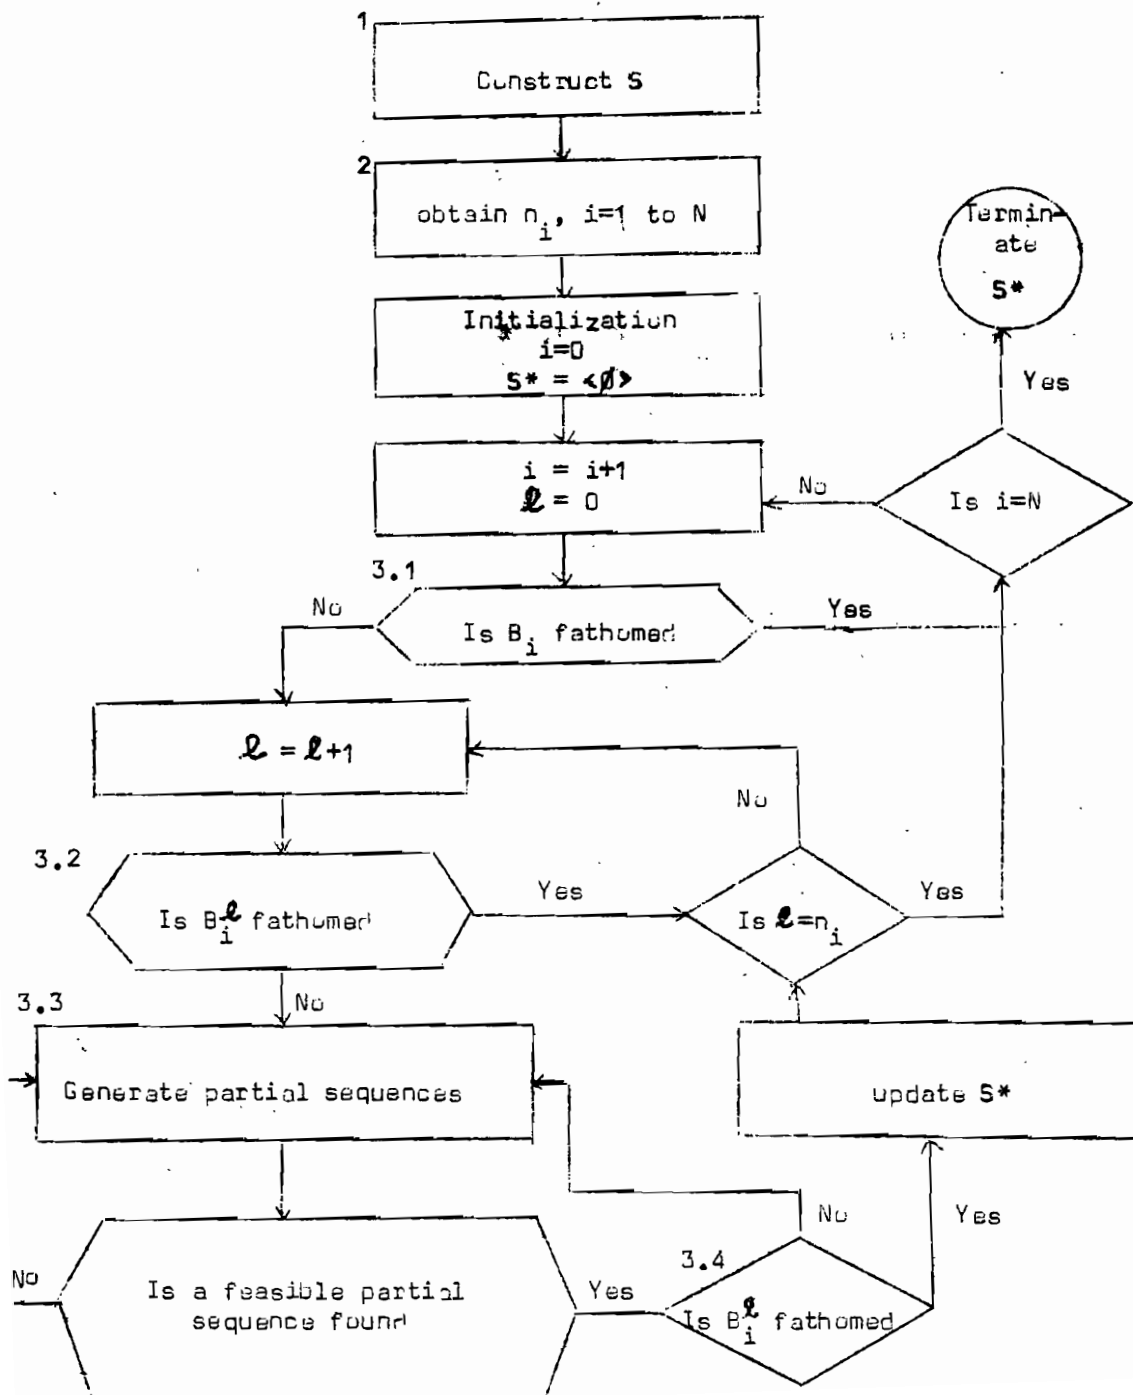 1
Construct S
2
obtain n_i, i=1 to N
Termin-
ate
S*
Initialization
i=0
S* = <Ø>
Yes
i = i+1
ℓ = 0
No
Is i=N
3.1
No
Is B_i fathomed
Yes
ℓ = ℓ+1
No
3.2
Is B_i^ℓ fathomed
Yes
Is ℓ=n_i
Yes
3.3
No
Generate partial sequences
update S*
No
Yes
3.4
No
Is a feasible partial
sequence found
Yes
Is B_i^ℓ fathomed